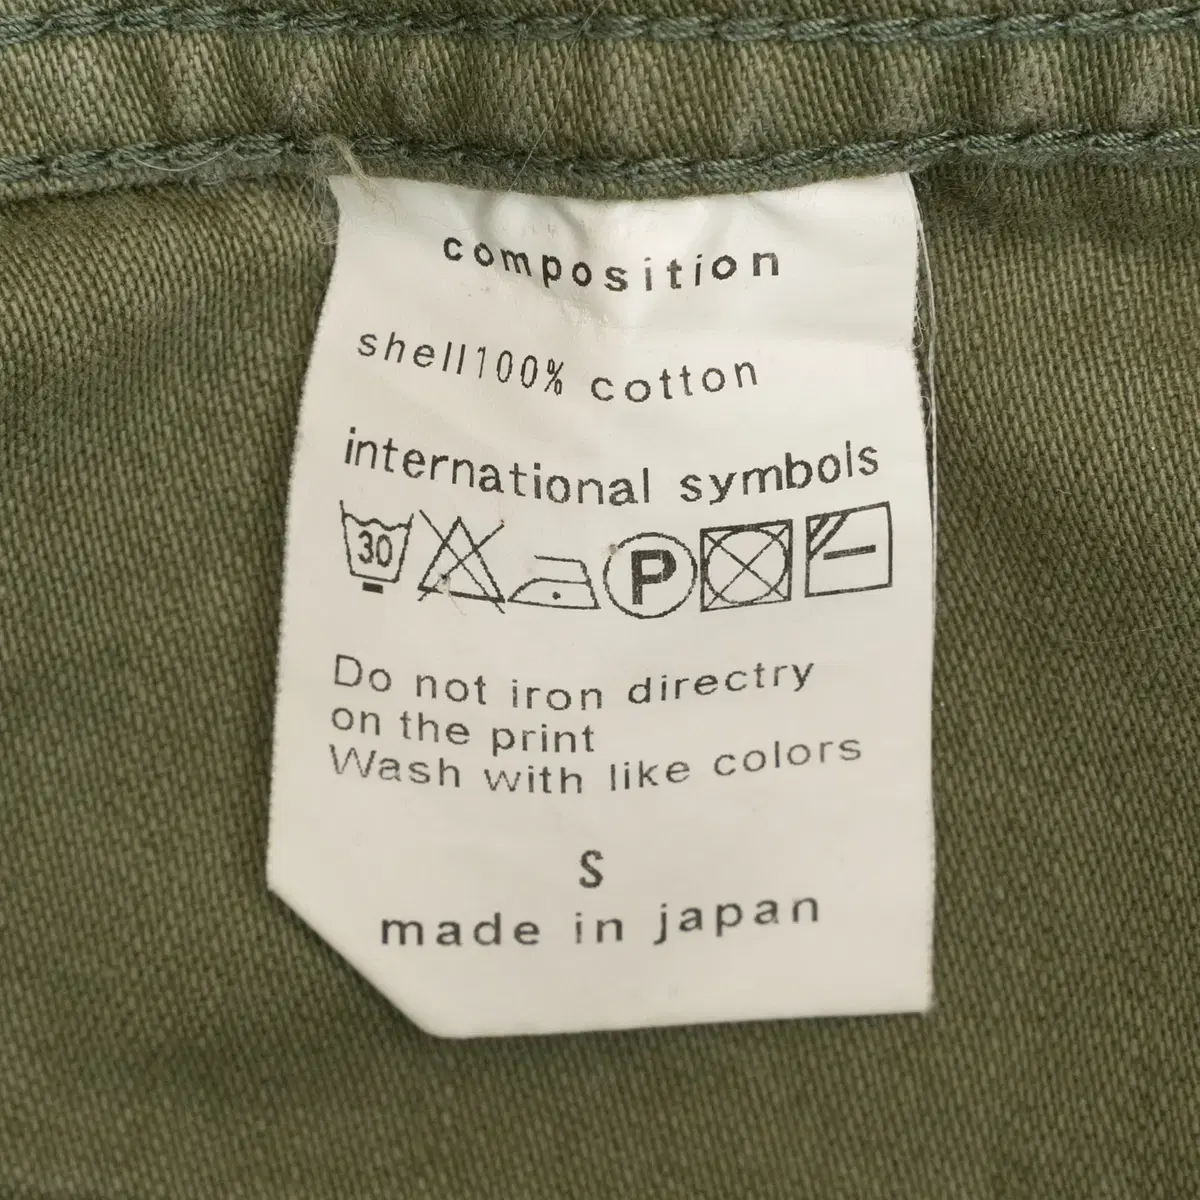 composition
shell100% cotton
international symbols
30 P
Do not iron directry
on the print
Wash with like colors
S
made in japan